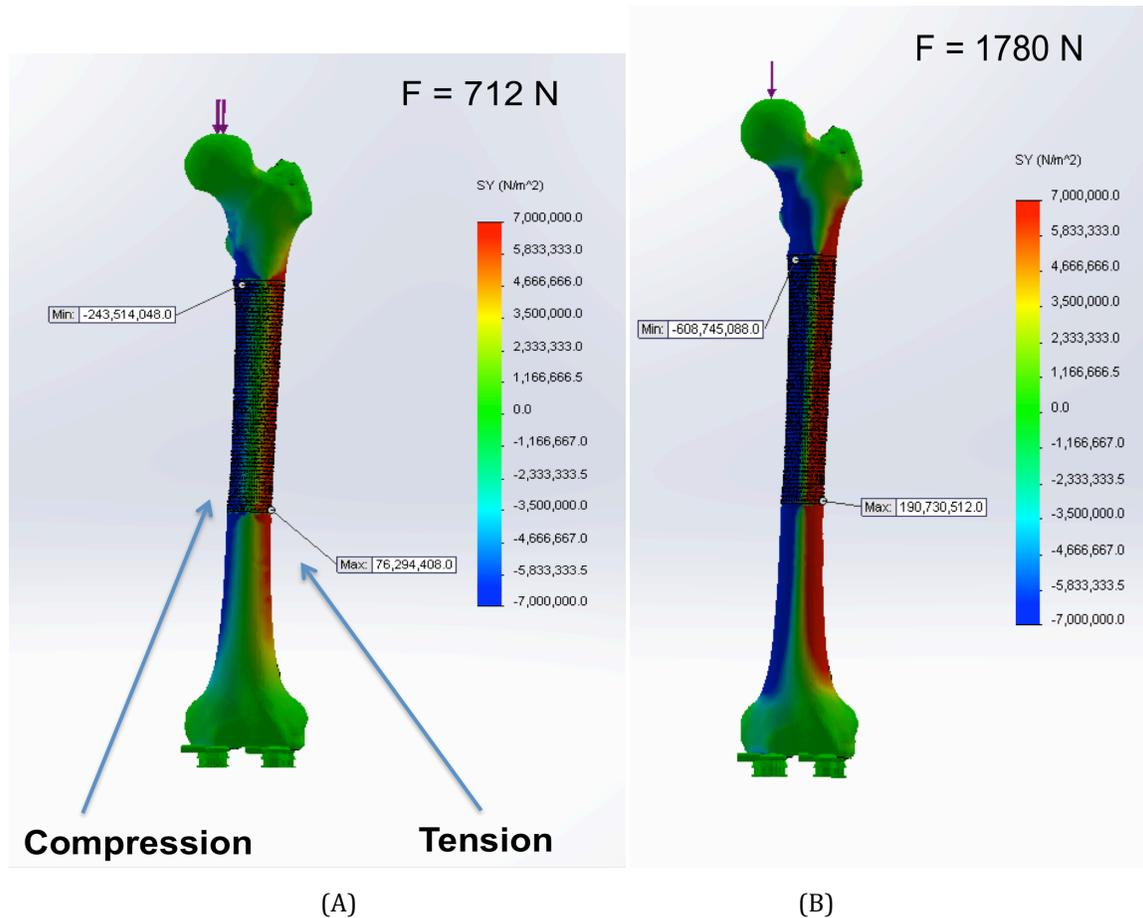 F = 712 N
SY (N/m^2)
7,000,000.0
5,833,333.0
4,666,666.0
3,500,000.0
2,333,333.0
1,166,666.5
0.0
-1,166,667.0
-2,333,333.5
-3,500,000.0
-4,666,667.0
-5,833,333.5
-7,000,000.0
Min: -243,514,048.0
Max: 76,294,408.0
Compression
Tension
(A)
F = 1780 N
SY (N/m^2)
7,000,000.0
5,833,333.0
4,666,666.0
3,500,000.0
2,333,333.0
1,166,666.5
0.0
-1,166,667.0
-2,333,333.5
-3,500,000.0
-4,666,667.0
-5,833,333.5
-7,000,000.0
Min: -608,745,088.0
Max: 190,730,512.0
(B)